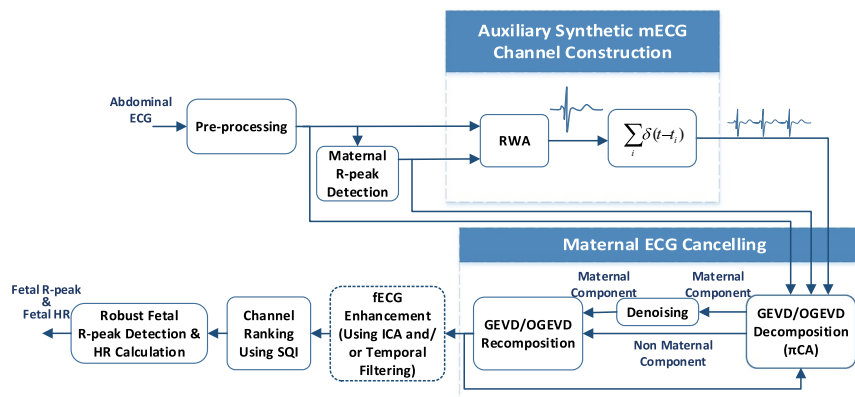 Auxiliary Synthetic mECG
Channel Construction
Abdominal
ECG
Pre-processing
Maternal
R-peak
Detection
RWA
∑ δ(t−tᵢ)
i
Maternal ECG Cancelling
Maternal
Component
Maternal
Component
GEVD/OGEVD
Decomposition
(πCA)
Denoising
Non Maternal
Component
GEVD/OGEVD
Recomposition
fECG
Enhancement
(Using ICA and/
or Temporal
Filtering)
Channel
Ranking
Using SQI
Robust Fetal
R-peak Detection &
HR Calculation
Fetal R-peak
&
Fetal HR